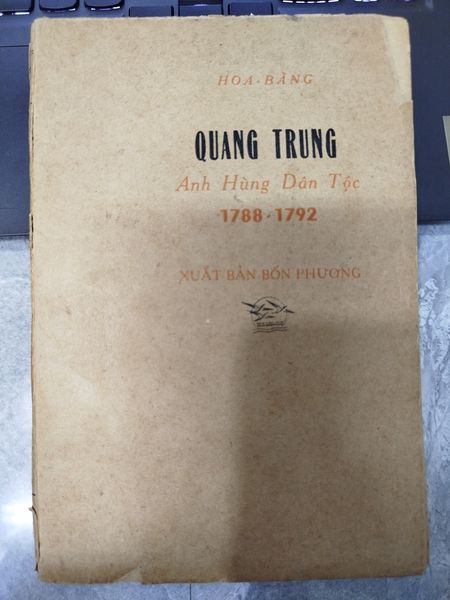 HOA-BẰNG
QUANG TRUNG
Anh Hùng Dân Tộc
1788-1792
XUẤT BẢN BỐN PHƯƠNG